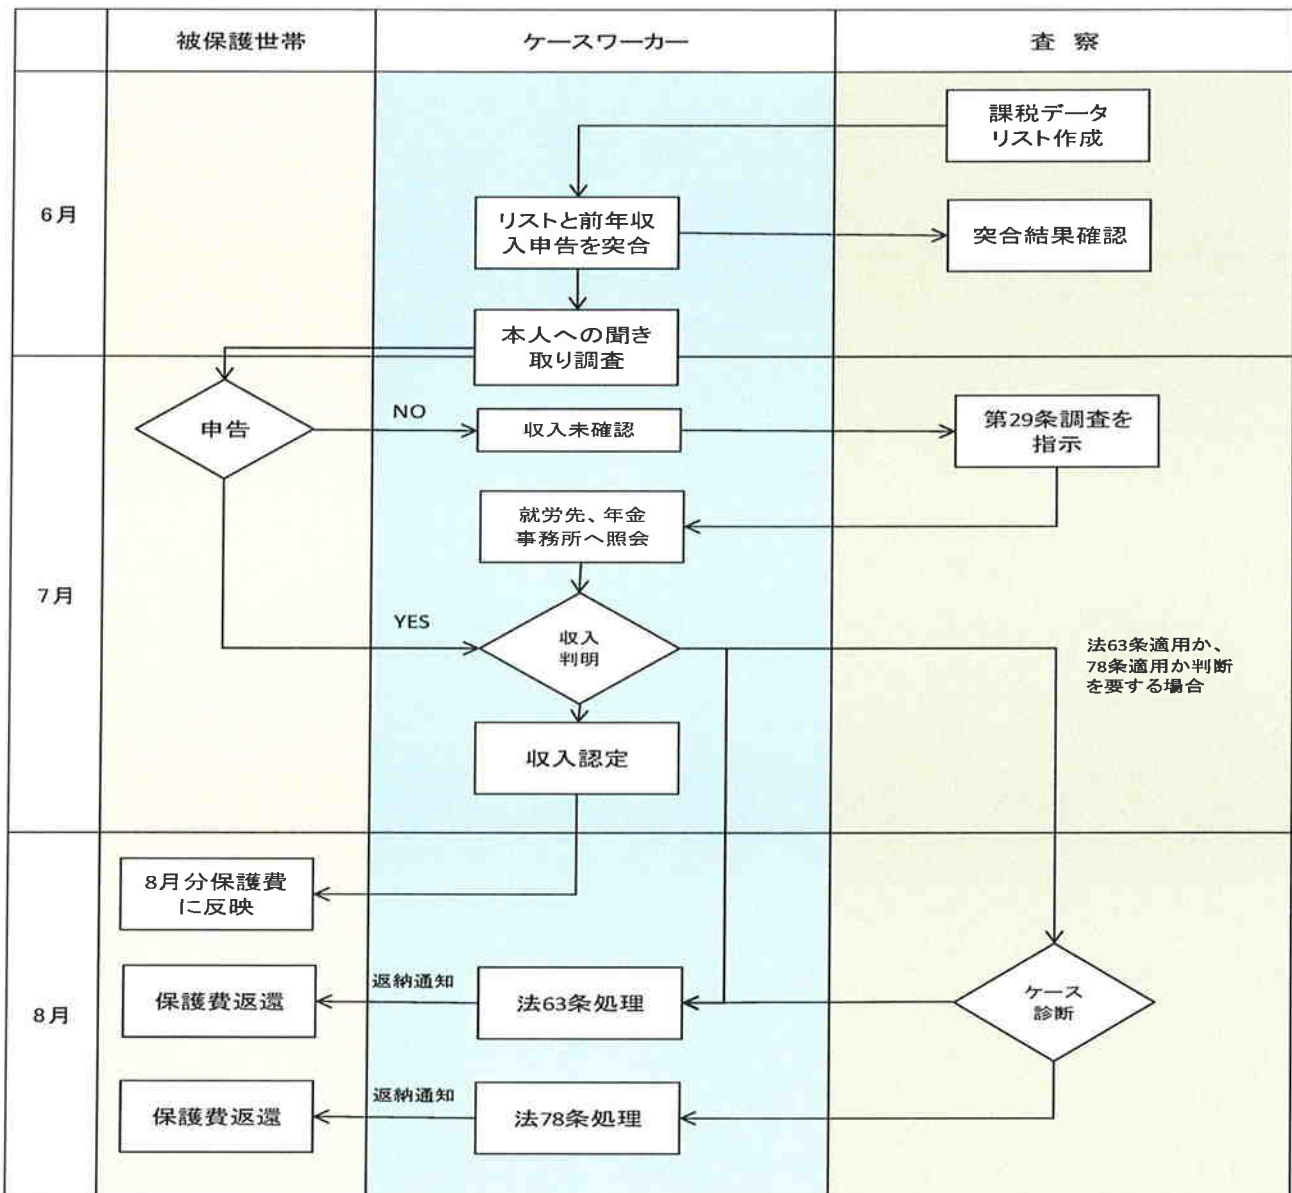 被保護世帯
ケースワーカー
査察
6月
課税データ
リスト作成
リストと前年収
入申告を突合
突合結果確認
本人への聞き
取り調査
7月
申告
NO
収入未確認
第29条調査を
指示
就労先、年金
事務所へ照会
YES
収入
判明
法63条適用か、
78条適用か判断
を要する場合
収入認定
8月
8月分保護費
に反映
保護費返還
返納通知
法63条処理
ケース
診断
保護費返還
返納通知
法78条処理